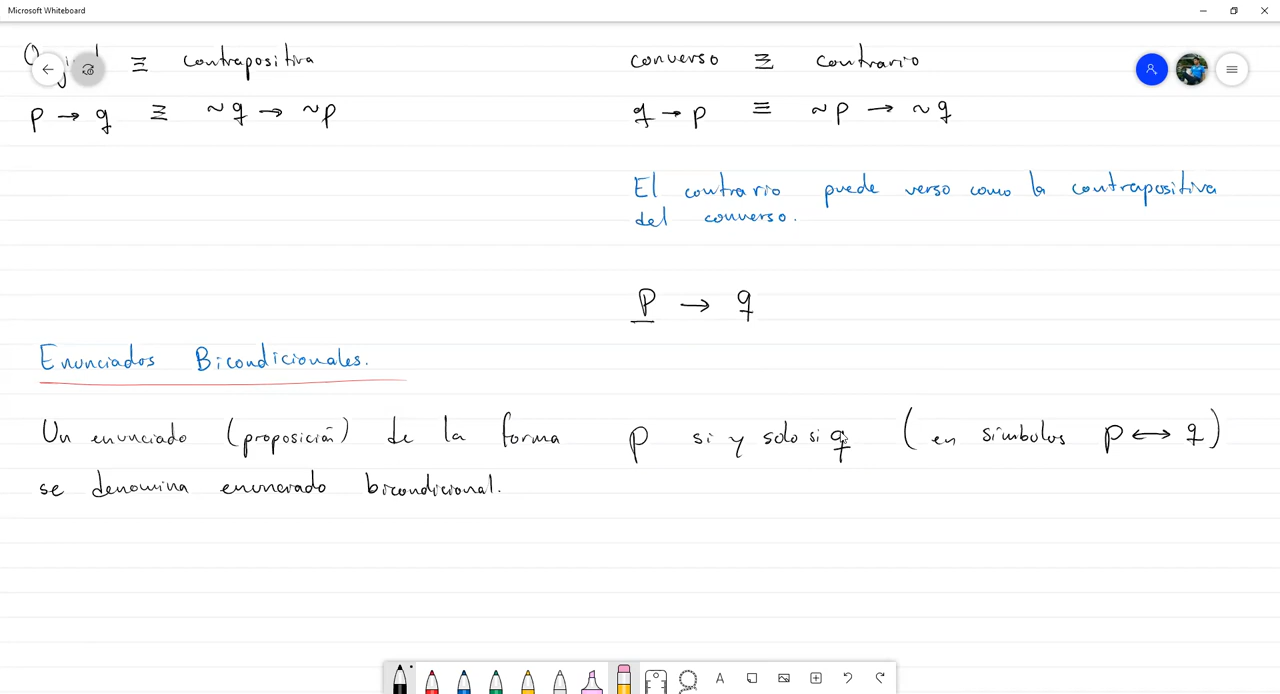 Microsoft Whiteboard
≡ contrapositiva
converso ≡ contrario
p → q ≡ ~q → ~p
q → p ≡ ~p → ~q
El contrario puede verso como la contrapositiva
del converso.
P → q
Enunciados Bicondicionales.
Un enunciado (proposición) de la forma p si y solo si q (en símbolos p ↔ q)
se denomina enunciado bicondicional.